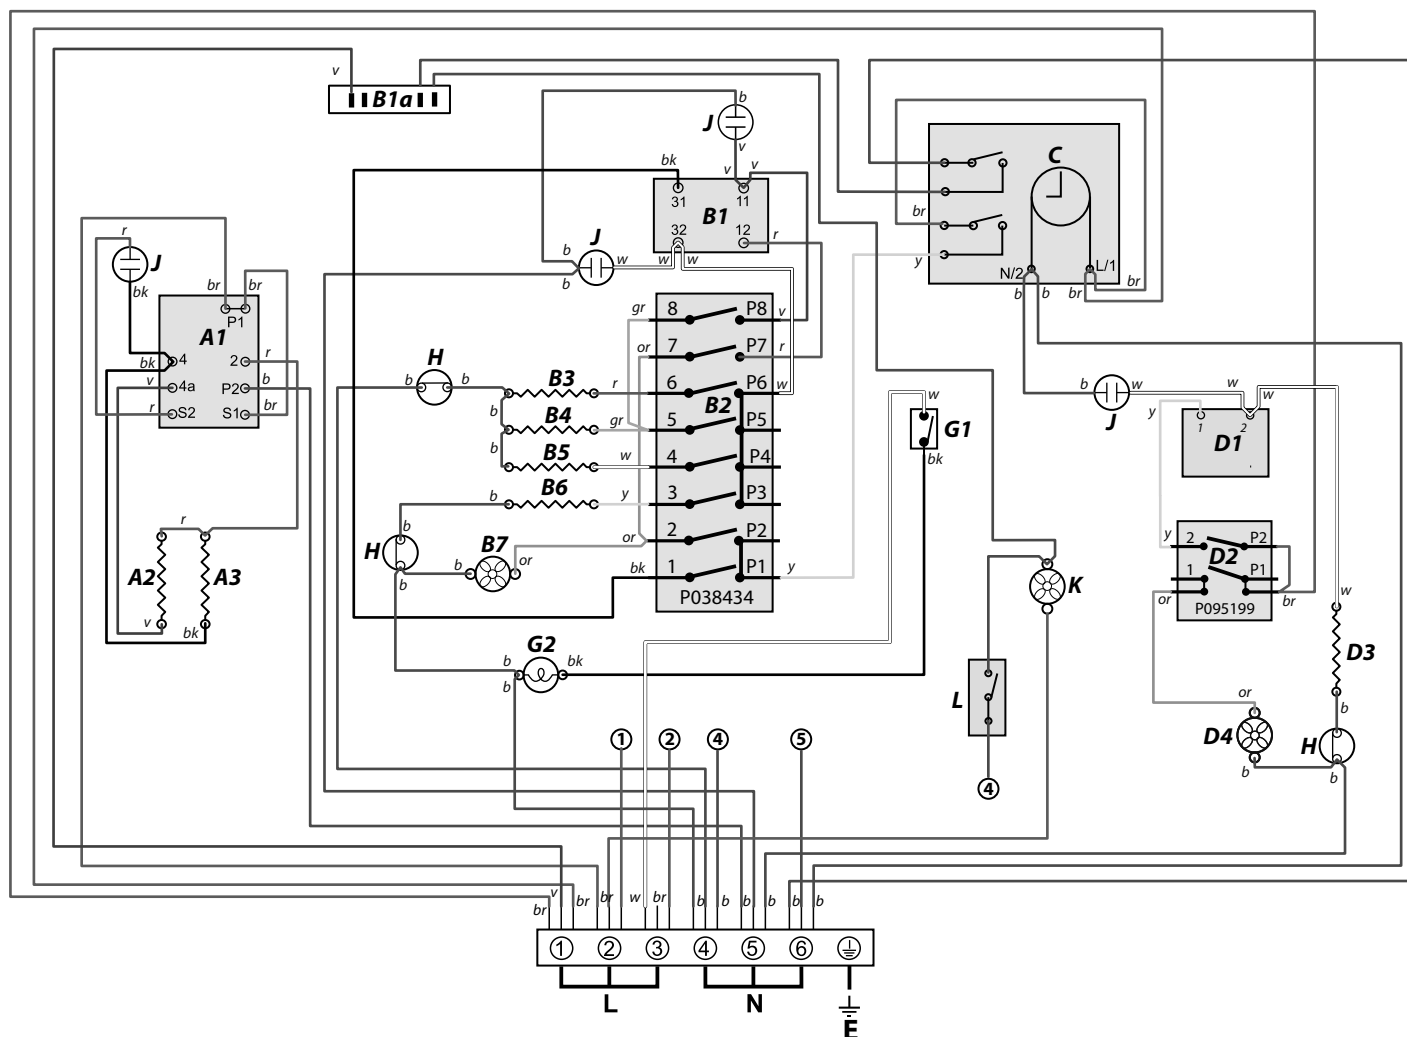 v
B1a
J
b
v
bk
v
v
31
11
B1
32
12
r
C
br
y
N/2
L/1
b
b
br
br
r
J
bk
br
br
P1
A1
bk
4
2
r
v
4a
P2
b
r
S2
S1
br
b
J
w
w
w
b
gr
8
P8
v
or
7
P7
r
H
b
b
B3
r
6
P6
w
B2
b
B4
gr
5
P5
b
B5
w
4
P4
B6
b
y
3
P3
b
or
2
P2
H
B7
b
or
bk
1
P1
y
b
P038434
w
G1
bk
b
w
w
w
J
y
1
2
D1
y
2
P2
D2
1
P1
or
br
P095199
w
r
A2
A3
v
bk
G2
b
bk
b
K
L
4
D3
or
b
D4
H
b
b
1
2
4
5
br
v
br
br
w
br
b
b
b
b
b
b
b
1
2
3
4
5
6
L
N
E